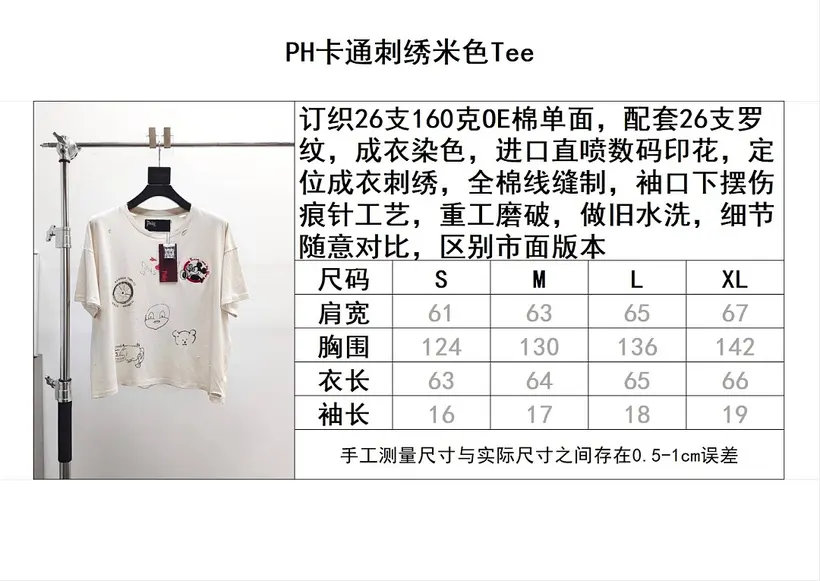 PH卡通刺绣米色Tee
订织26支160克OE棉单面，配套26支罗
纹，成衣染色，进口直喷数码印花，定
位成衣刺绣，全棉线缝制，袖口下摆伤
痕针工艺，重工磨破，做旧水洗，细节
随意对比，区别市面版本
尺码 S M L XL
肩宽 61 63 65 67
胸围 124 130 136 142
衣长 63 64 65 66
袖长 16 17 18 19
手工测量尺寸与实际尺寸之间存在0.5-1cm误差